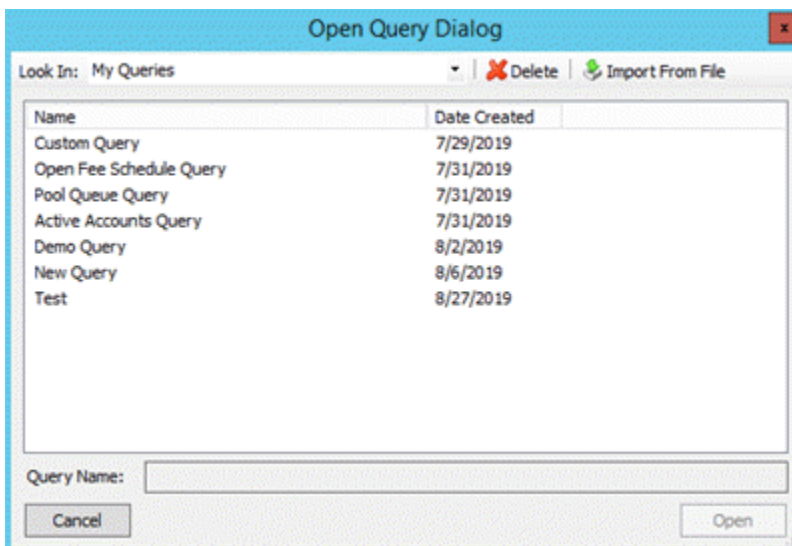 Open Query Dialog
x
Look In: My Queries Delete Import From File
Name Date Created
Custom Query 7/29/2019
Open Fee Schedule Query 7/31/2019
Pool Queue Query 7/31/2019
Active Accounts Query 7/31/2019
Demo Query 8/2/2019
New Query 8/6/2019
Test 8/27/2019
Query Name:
Cancel Open